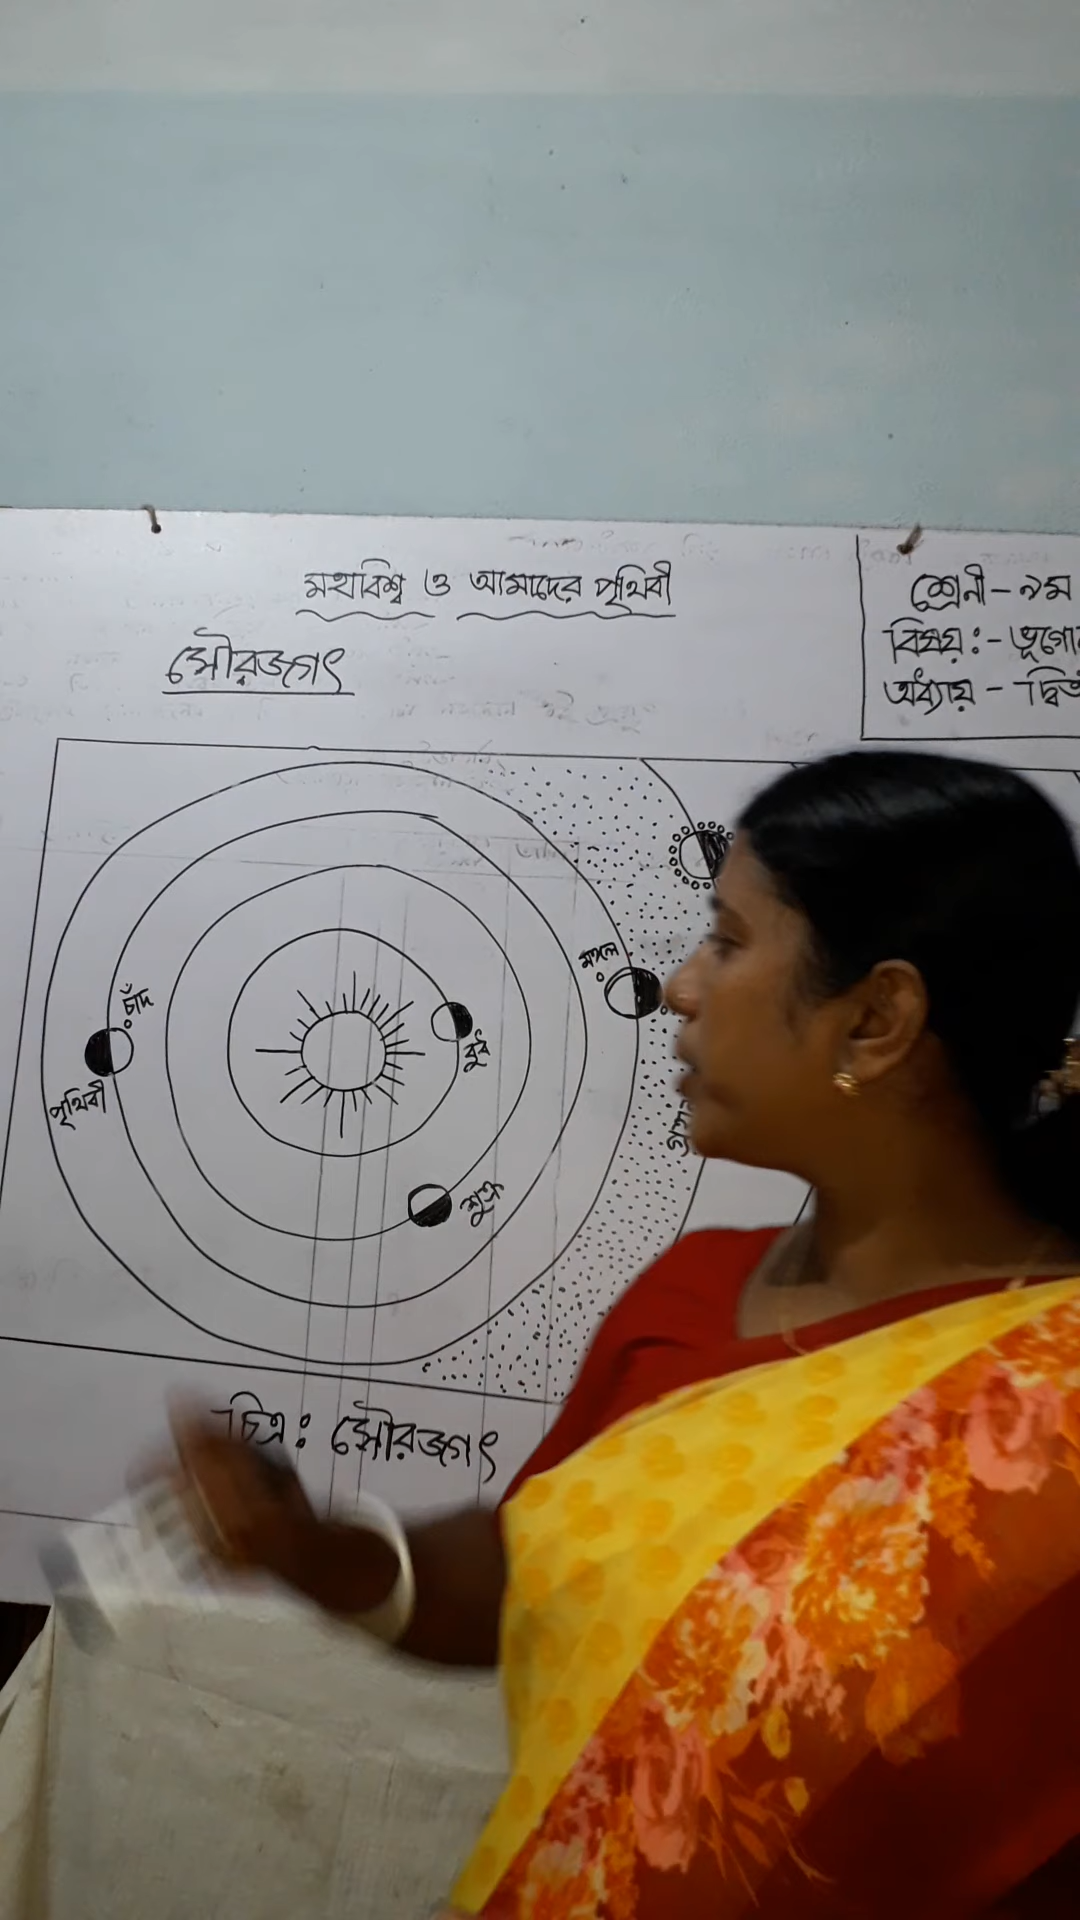 মহাবিশ্ব ও আমাদের পৃথিবী
সৌরজগৎ
শ্রেনী - ৯ম
বিষয় :- ভূগো
অধ্যায় - দ্বিত
মঙ্গল
চাঁদ
বুধ
পৃথিবী
শুক্র
চিত্র : সৌরজগৎ